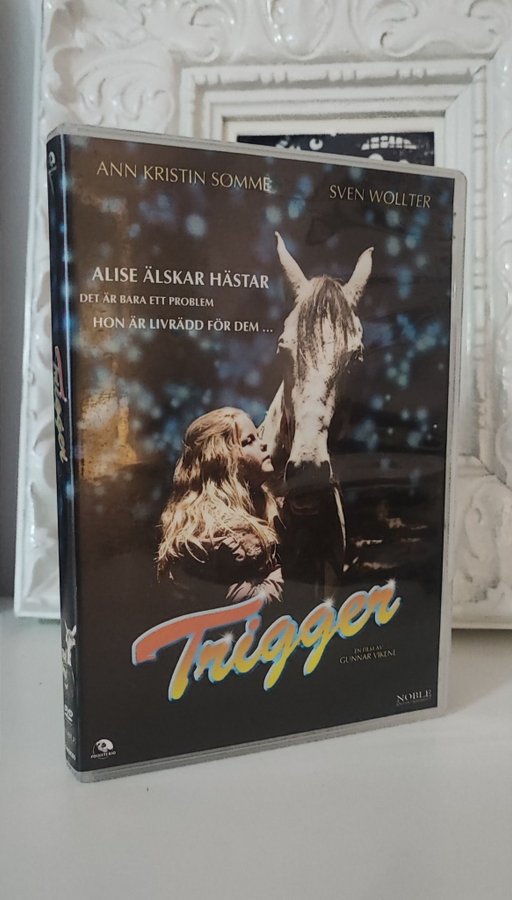 ANN KRISTIN SOMME
SVEN WOLLTER
ALISE ÄLSKAR HÄSTAR
DET ÄR BARA ETT PROBLEM
HON ÄR LIVRÄDD FÖR DEM ...
Trigger
Trigger
EN FILM AV
GUNNAR VIKENE
NOBLE